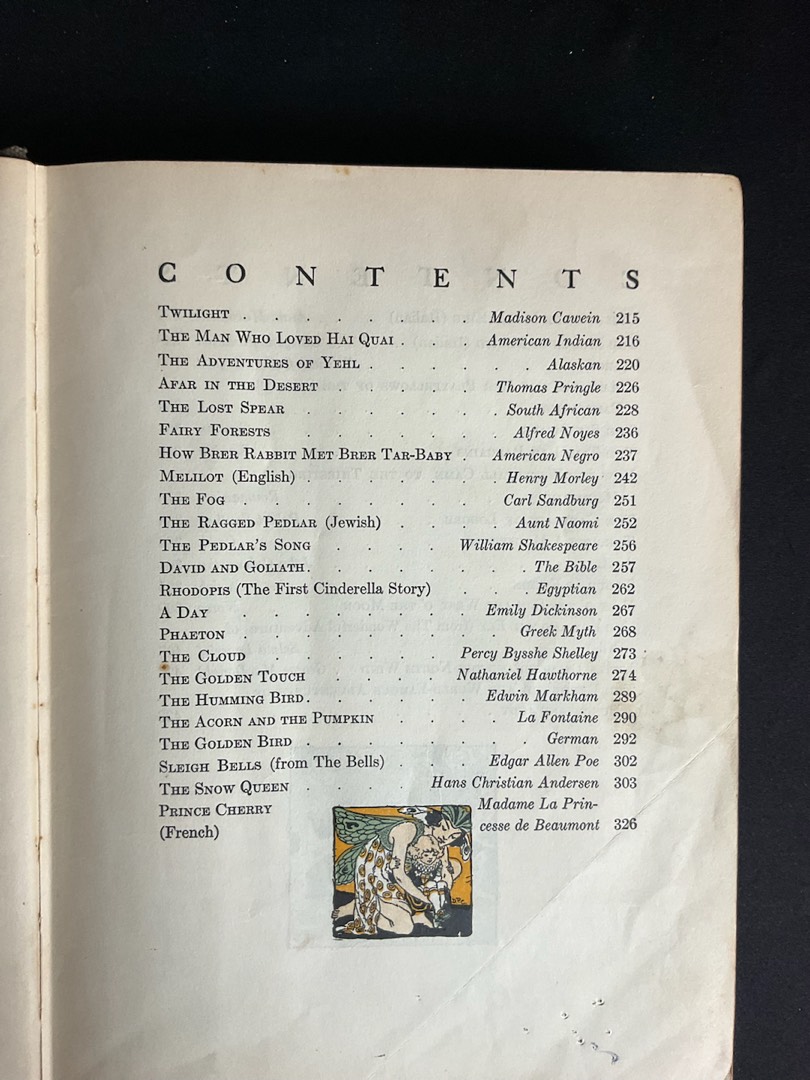 CONTENTS
TWILIGHT . . . . . . . . Madison Cawein 215
THE MAN WHO LOVED HAI QUAI . . . American Indian 216
THE ADVENTURES OF YEHL . . . . . . Alaskan 220
AFAR IN THE DESERT . . . . . Thomas Pringle 226
THE LOST SPEAR . . . . . . . South African 228
FAIRY FORESTS . . . . . . Alfred Noyes 236
HOW BRER RABBIT MET BRER TAR-BABY . American Negro 237
MELILOT (English) . . . . . . Henry Morley 242
THE FOG . . . . . . . Carl Sandburg 251
THE RAGGED PEDLAR (Jewish) . . . . Aunt Naomi 252
THE PEDLAR'S SONG . . . . William Shakespeare 256
DAVID AND GOLIATH . . . . . . . . The Bible 257
RHODOPIS (The First Cinderella Story) . . . Egyptian 262
A DAY . . . . . . . Emily Dickinson 267
PHAETON . . . . . . . . Greek Myth 268
THE CLOUD . . . . . . Percy Bysshe Shelley 273
THE GOLDEN TOUCH . . . . Nathaniel Hawthorne 274
THE HUMMING BIRD . . . . . . Edwin Markham 289
THE ACORN AND THE PUMPKIN . . . . La Fontaine 290
THE GOLDEN BIRD . . . . . . . . German 292
SLEIGH BELLS (from The Bells) . . . Edgar Allen Poe 302
THE SNOW QUEEN . . . . Hans Christian Andersen 303
PRINCE CHERRY Madame La Prin-
(French) cesse de Beaumont 326